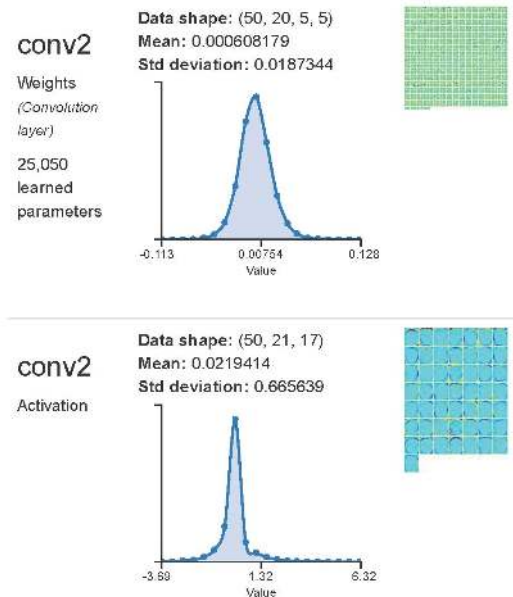 conv2
Weights
(Convolution
layer)
25,050
learned
parameters
Data shape: (50, 20, 5, 5)
Mean: 0.000608179
Std deviation: 0.0187344
-0.113
0.00754
0.128
Value
conv2
Activation
Data shape: (50, 21, 17)
Mean: 0.0219414
Std deviation: 0.665639
-3.69
1.32
6.32
Value